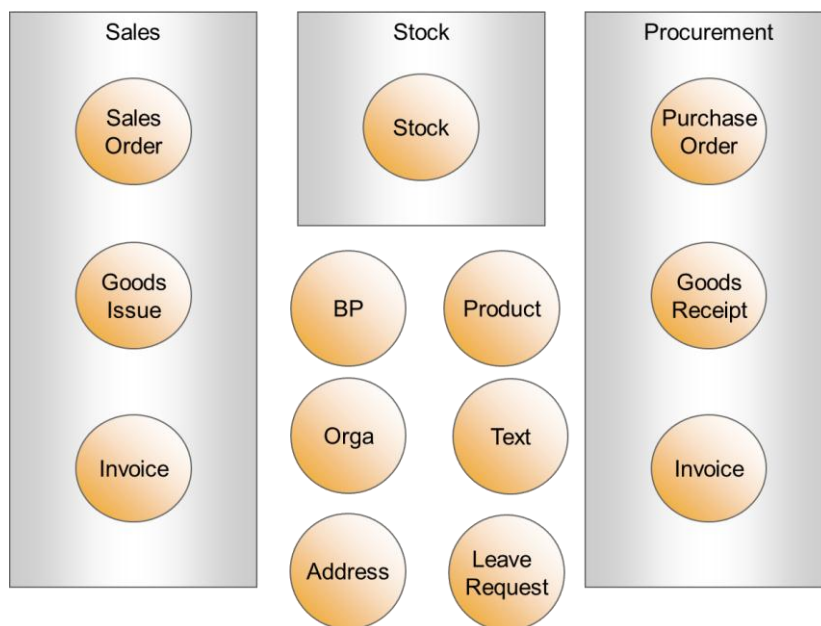 Sales
Sales
Order
Goods
Issue
Invoice
Stock
Stock
BP
Product
Orga
Text
Address
Leave
Request
Procurement
Purchase
Order
Goods
Receipt
Invoice